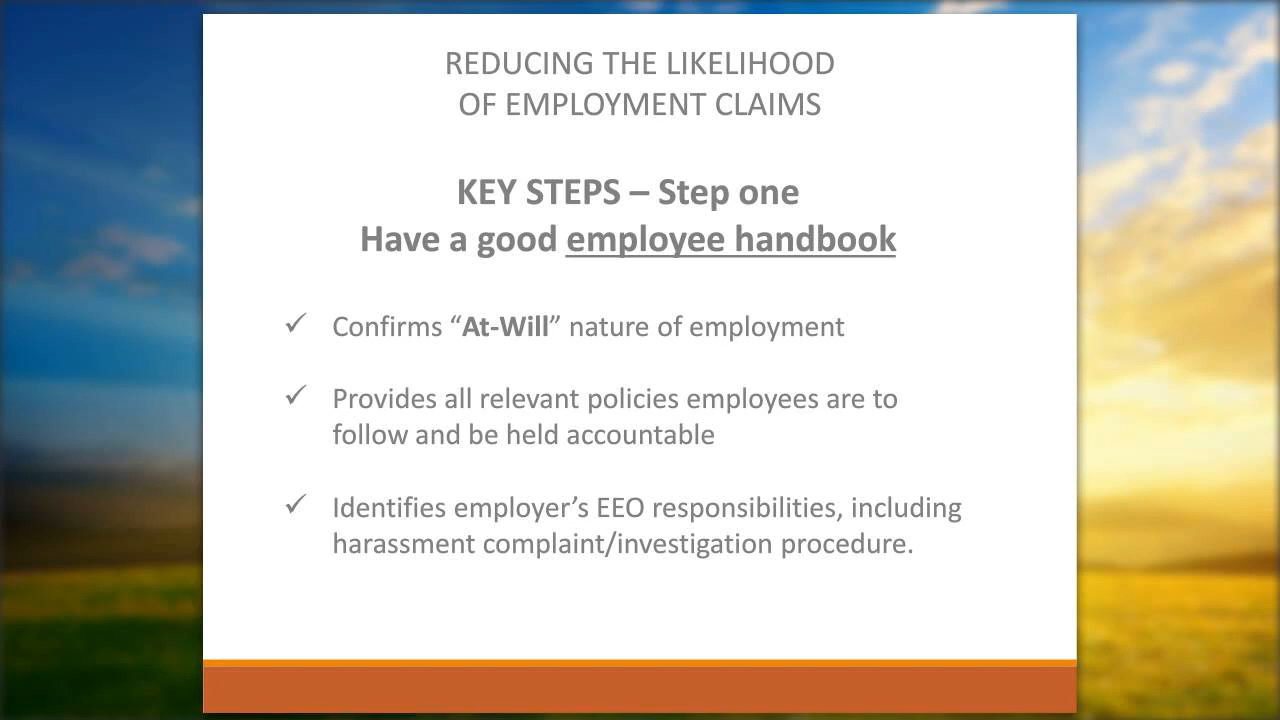 REDUCING THE LIKELIHOOD
OF EMPLOYMENT CLAIMS
KEY STEPS – Step one
Have a good employee handbook
✓ Confirms “At-Will” nature of employment
✓ Provides all relevant policies employees are to
follow and be held accountable
✓ Identifies employer’s EEO responsibilities, including
harassment complaint/investigation procedure.